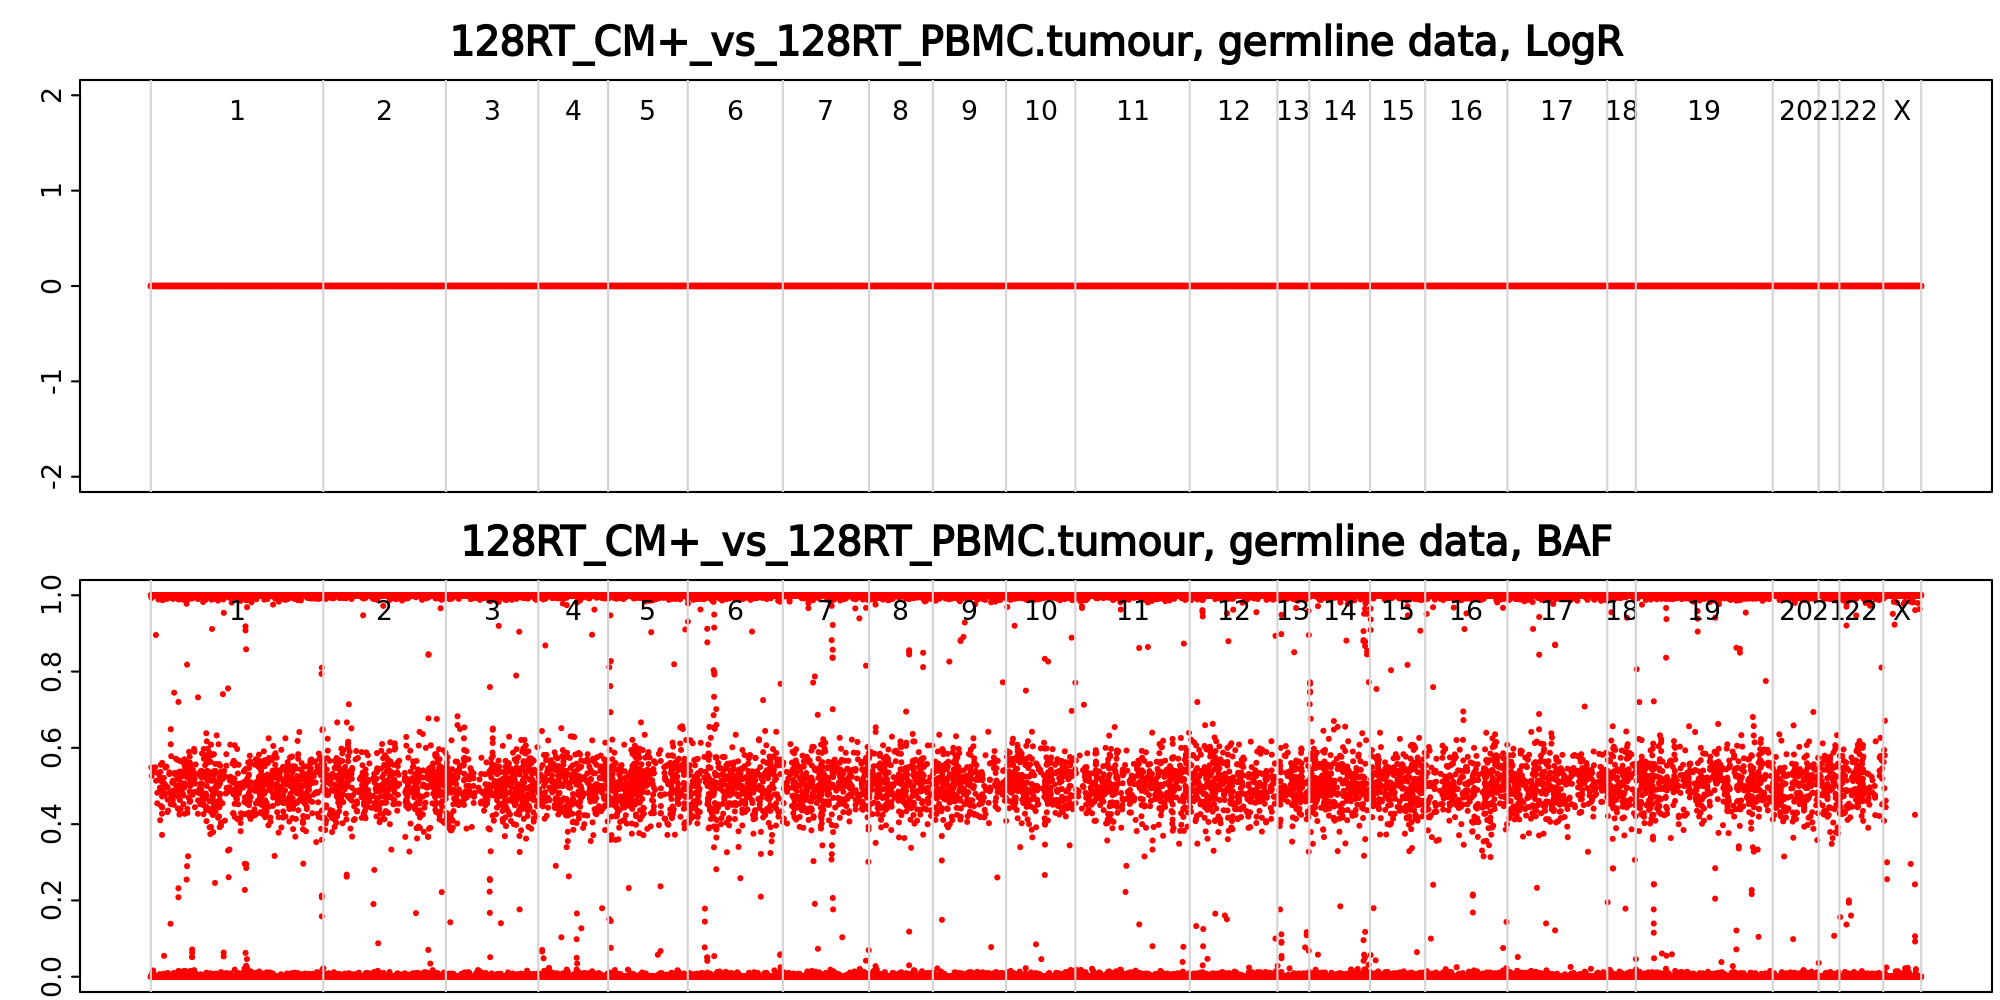 128RT_CM+_vs_128RT_PBMC.tumour, germline data, LogR
1 2 3 4 5 6 7 8 9 10 11 12 13 14 15 16 17 18 19 20 21 22 X
2
1
0
-1
-2
128RT_CM+_vs_128RT_PBMC.tumour, germline data, BAF
1 2 3 4 5 6 7 8 9 10 11 12 13 14 15 16 17 18 19 20 21 22 X
1.0
0.8
0.6
0.4
0.2
0.0